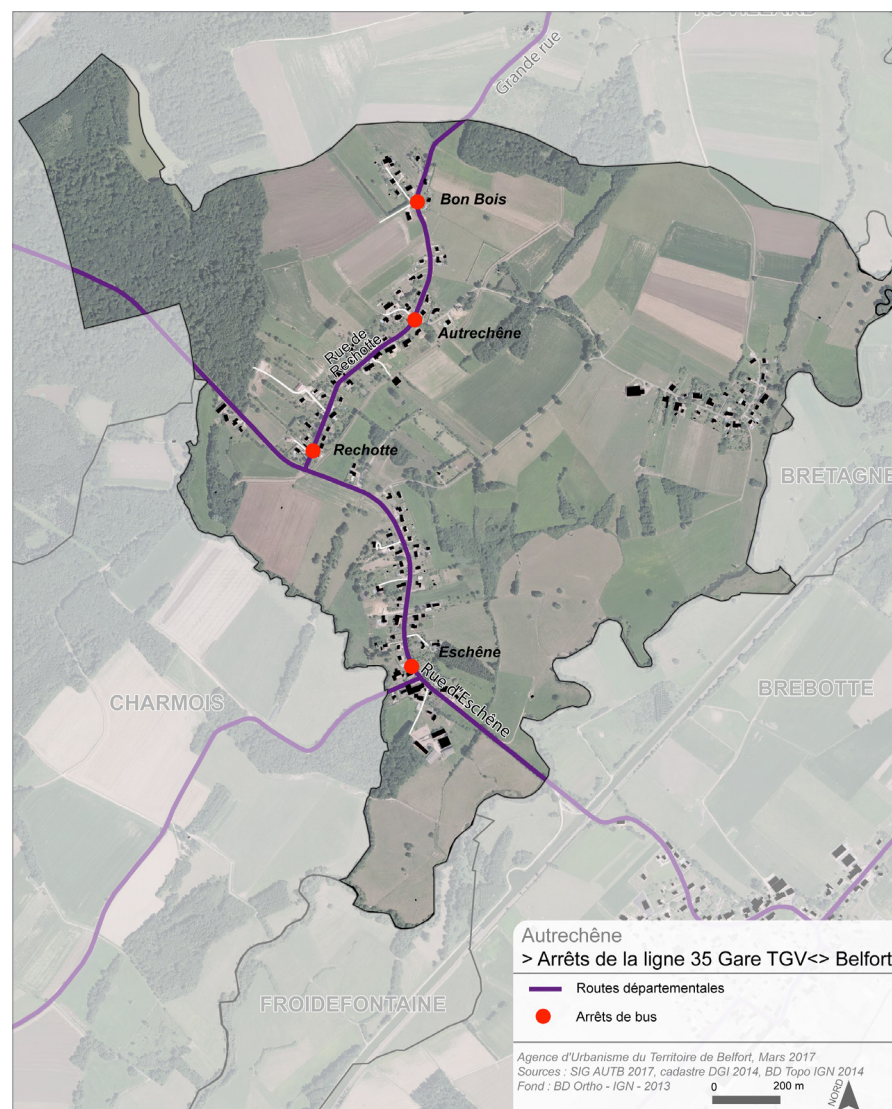 NOVILLARD
Grande rue
Bon Bois
Autrechêne
Rue de
Rechotte
Rechotte
BRETAGNE
Eschêne
Rue d'Eschêne
CHARMOIS
BREBOTTE
FROIDEFONTAINE
Autrechêne
> Arrêts de la ligne 35 Gare TGV<> Belfort
Routes départementales
Arrêts de bus
Agence d'Urbanisme du Territoire de Belfort, Mars 2017
Sources : SIG AUTB 2017, cadastre DGI 2014, BD Topo IGN 2014
Fond : BD Ortho - IGN - 2013
0 200 m
NORD